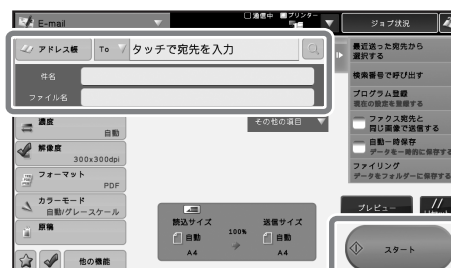 E-mail
通信中 プリンター
ジョブ状況
アドレス帳 To タッチで宛先を入力
件名
ファイル名
最近送った宛先から
選択する
検索番号で呼び出す
プログラム登録
現在の設定を登録する
ファクス宛先と
同じ画像で送信する
自動一時保存
データを一時的に保存する
ファイリング
データをフォルダーに保存する
濃度
自動
その他の項目
解像度
300x300dpi
フォーマット
PDF
カラーモード
自動/グレースケール
原稿
他の機能
読込サイズ 100% 送信サイズ
自動 自動
A4 A4
プレビュー
スタート